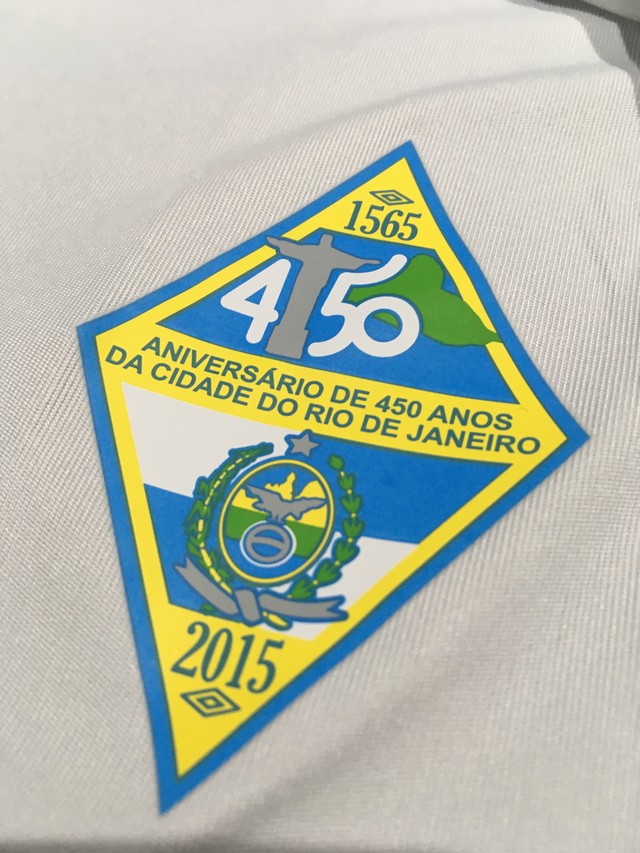 1565
450
ANIVERSÁRIO DE 450 ANOS
DA CIDADE DO RIO DE JANEIRO
2015